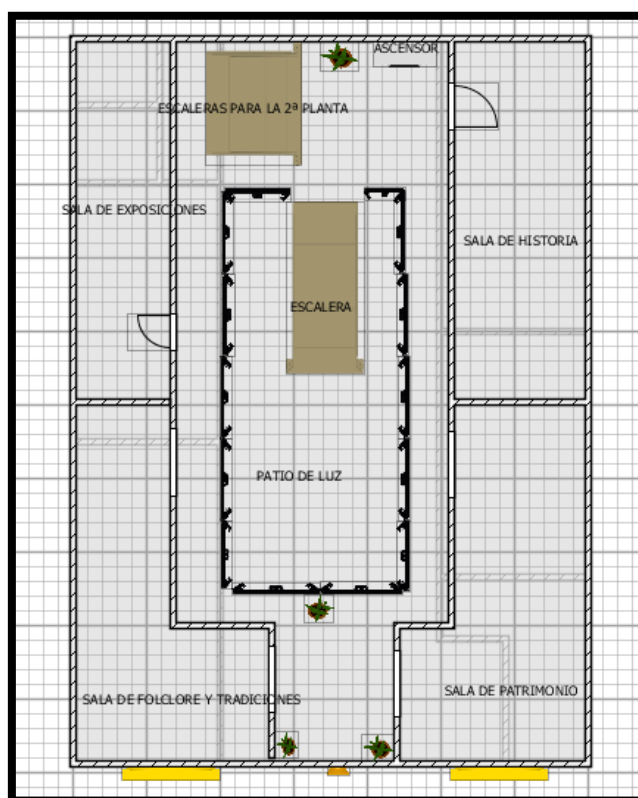 ASCENSOR
ESCALERAS PARA LA 2ª PLANTA
SALA DE EXPOSICIONES
SALA DE HISTORIA
ESCALERA
PATIO DE LUZ
SALA DE FOLCLORE Y TRADICIONES
SALA DE PATRIMONIO